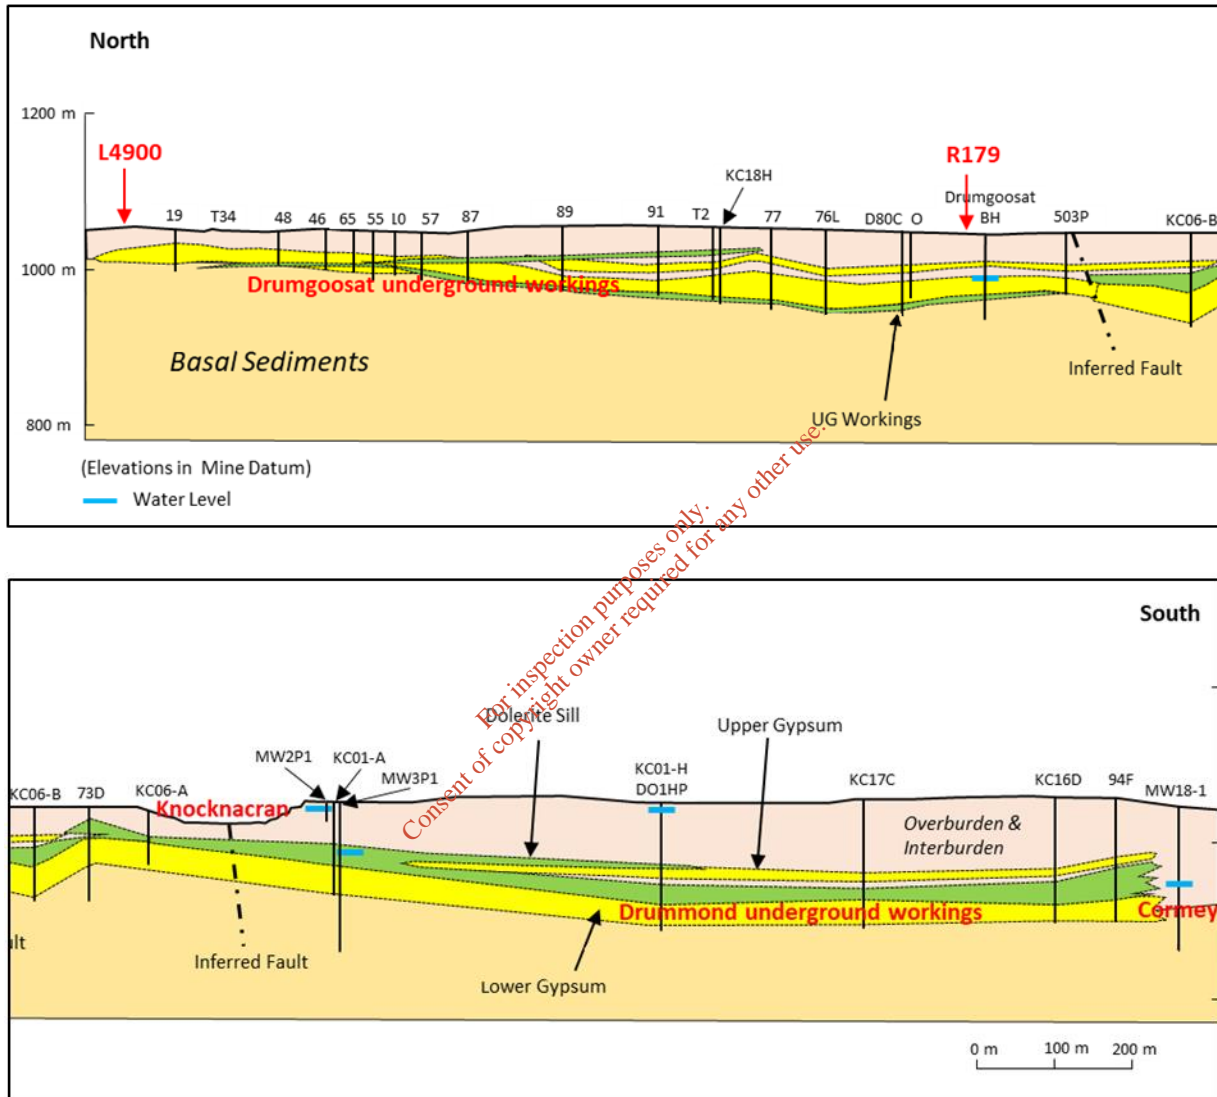 North
1200 m
L4900
R179
KC18H
Drumgoosat
19 T34 48 46 65 55 10 57 87 89 91 T2 77 76L D80C O BH 503P KC06-B
1000 m
Drumgoosat underground workings
Basal Sediments
Inferred Fault
UG Workings
800 m
(Elevations in Mine Datum)
Water Level
For inspection purposes only.
Consent of copyright owner required for any other use.
South
Dolerite Sill
Upper Gypsum
MW2P1 KC01-A
MW3P1
KC01-H
DO1HP
KC17C
KC16D 94F
MW18-1
KC06-B 73D KC06-A
Knocknacrap
Overburden &
Interburden
Drummond underground workings
Cormey
ult
Inferred Fault
Lower Gypsum
0 m 100 m 200 m